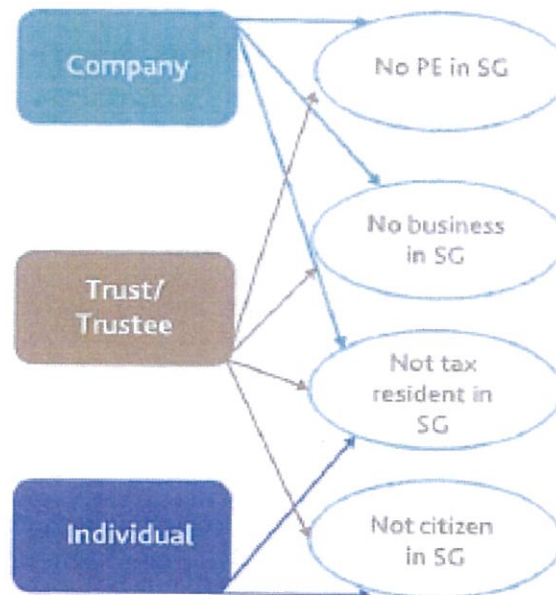 Company
No PE in SG
No business
in SG
Trust/
Trustee
Not tax
resident in
SG
Individual
Not citizen
in SG